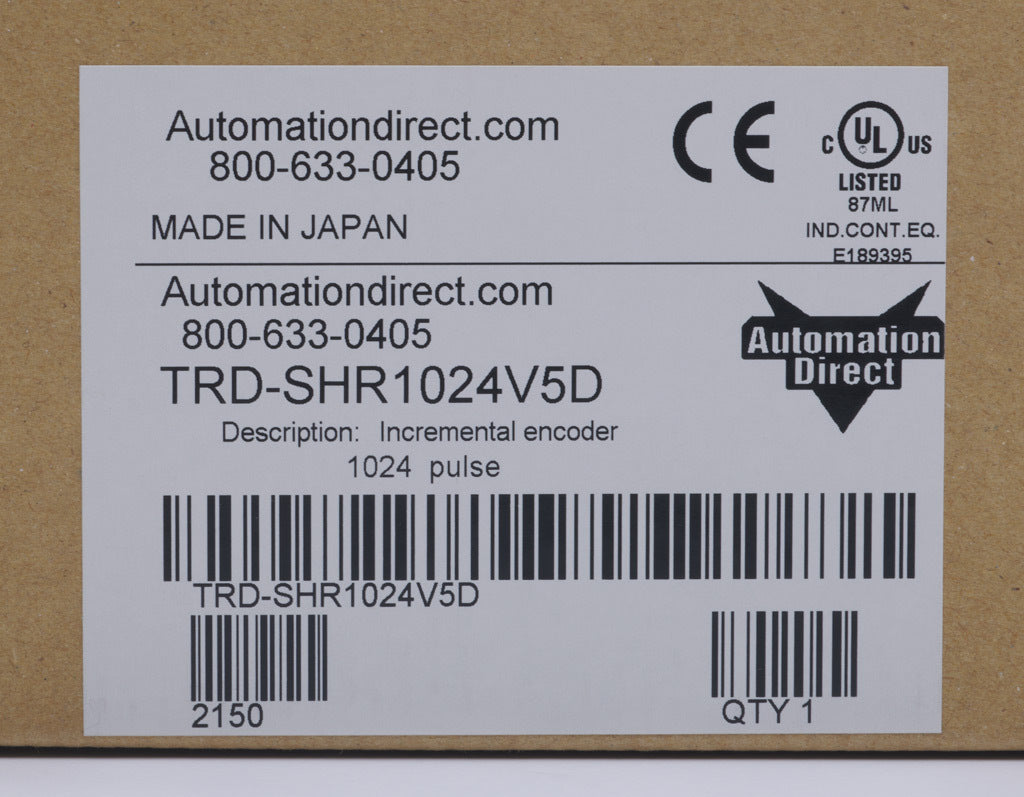 Automationdirect.com
800-633-0405
MADE IN JAPAN
CE
C UL US
LISTED
87ML
IND.CONT.EQ.
E189395
Automationdirect.com
800-633-0405
TRD-SHR1024V5D
Description: Incremental encoder
1024 pulse
Automation
Direct
TRD-SHR1024V5D
2150
QTY 1